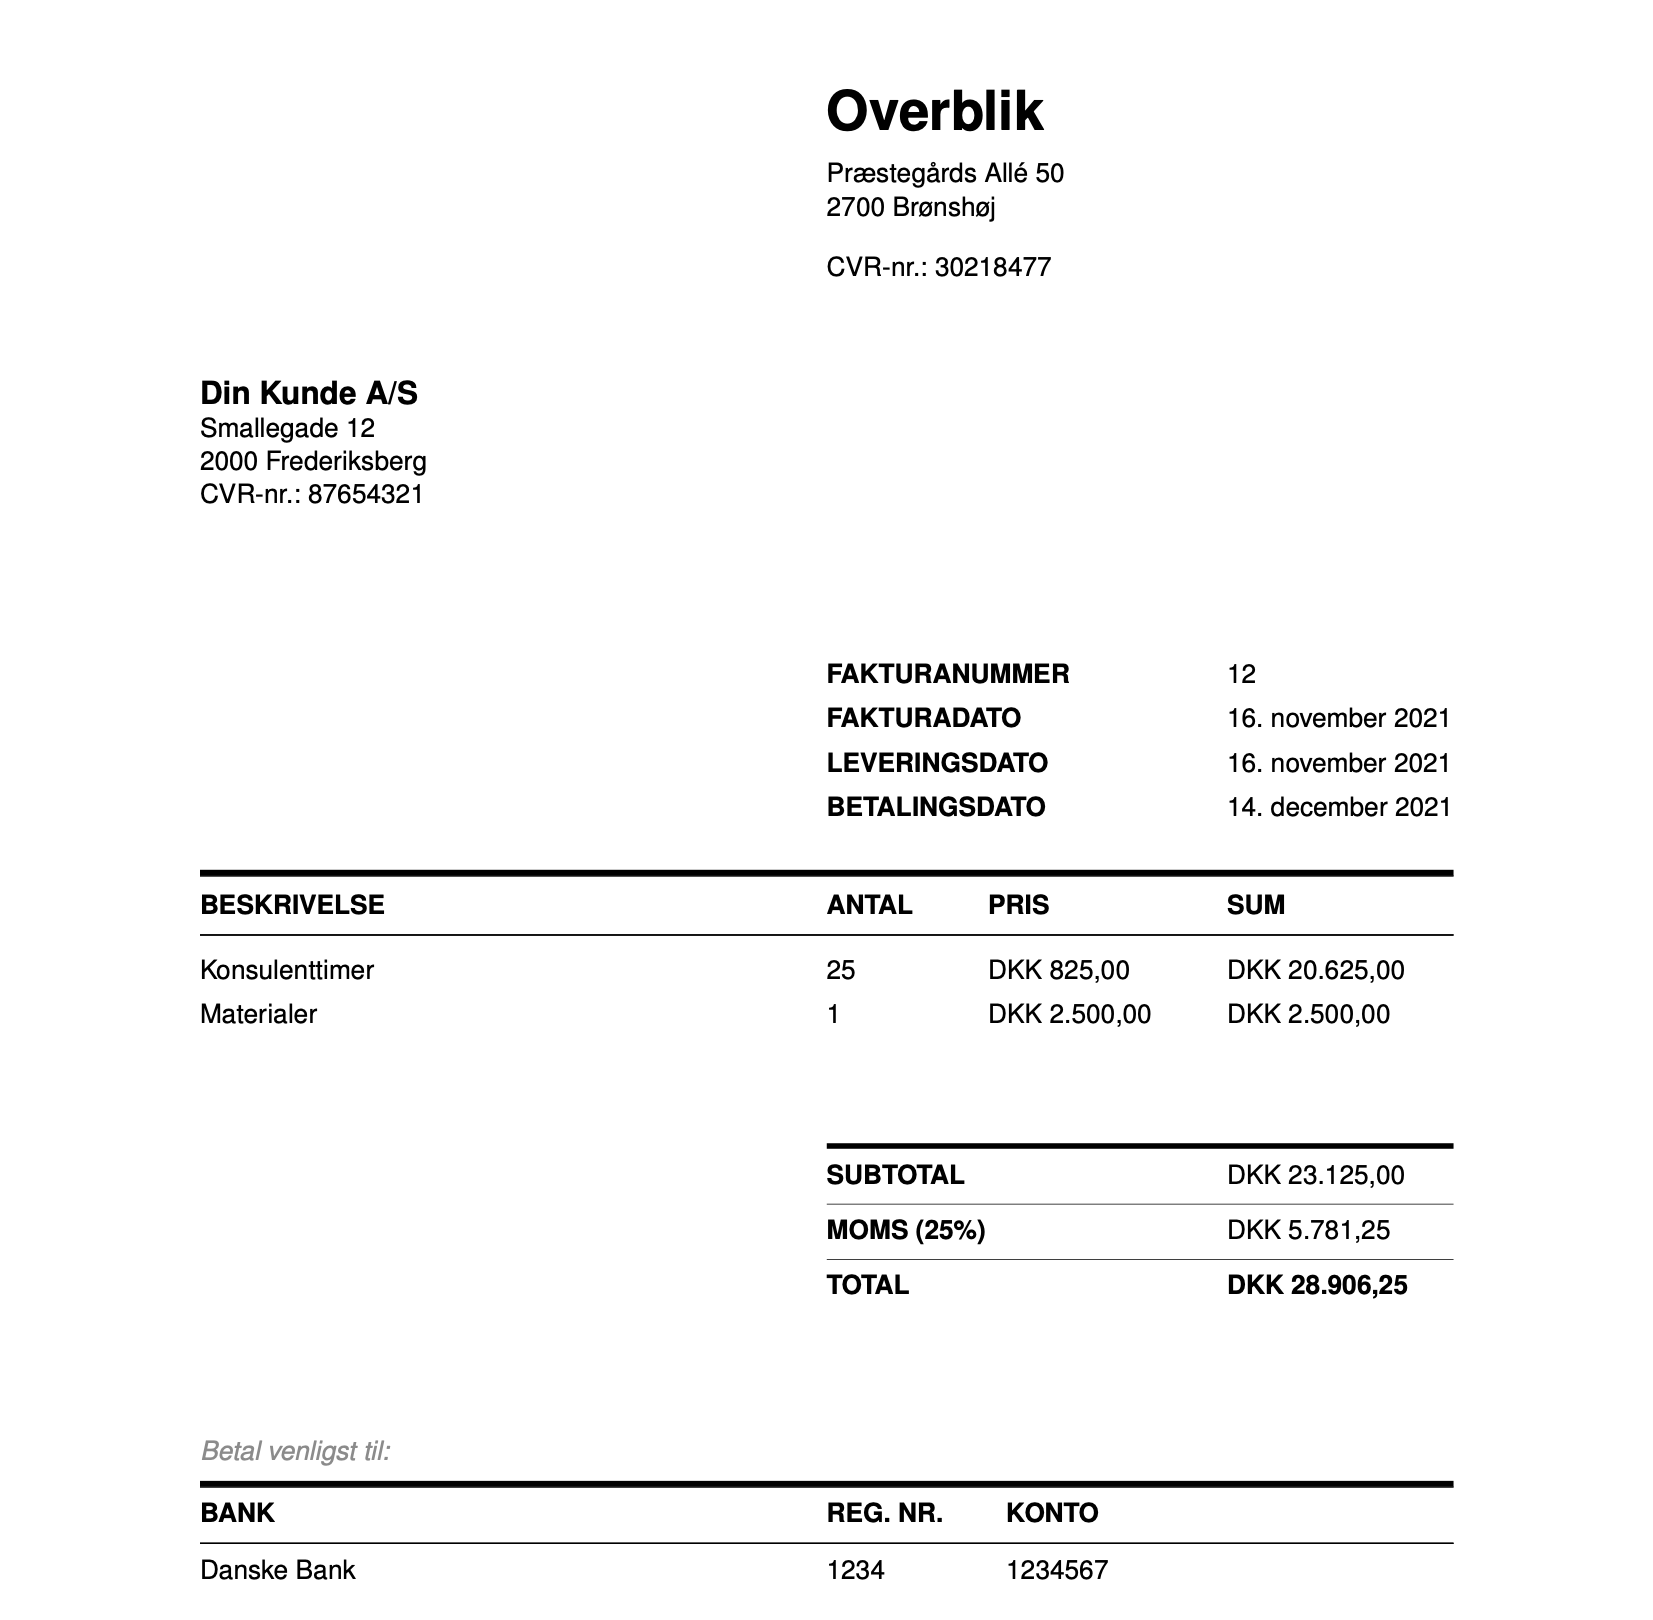 Overblik
Præstegårds Allé 50
2700 Brønshøj
CVR-nr.: 30218477
Din Kunde A/S
Smallegade 12
2000 Frederiksberg
CVR-nr.: 87654321
FAKTURANUMMER 12
FAKTURADATO 16. november 2021
LEVERINGSDATO 16. november 2021
BETALINGSDATO 14. december 2021
BESKRIVELSE ANTAL PRIS SUM
Konsulenttimer 25 DKK 825,00 DKK 20.625,00
Materialer 1 DKK 2.500,00 DKK 2.500,00
SUBTOTAL DKK 23.125,00
MOMS (25%) DKK 5.781,25
TOTAL DKK 28.906,25
Betal venligst til:
BANK REG. NR. KONTO
Danske Bank 1234 1234567